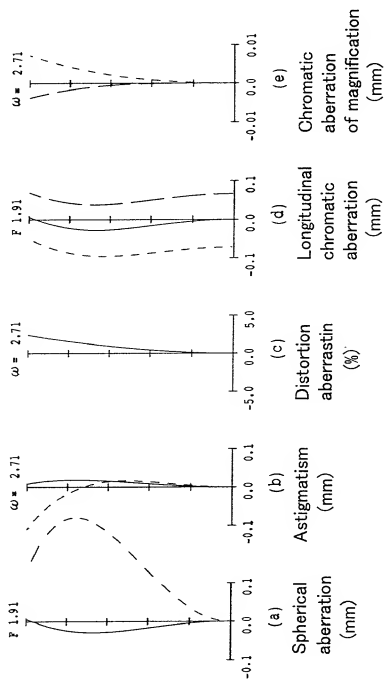 F 1.91
-0.1 0.0 0.1
(a)
Spherical
aberration
(mm)
ω = 2.71
-0.1 0.0 0.1
(b)
Astigmatism
(mm)
ω = 2.71
-5.0 0.0 5.0
(c)
Distortion
aberrastin
(%)
F 1.91
-0.1 0.0 0.1
(d)
Longitudinal
chromatic
aberration
(mm)
ω = 2.71
-0.01 0.0 0.01
(e)
Chromatic
aberration
of magnification
(mm)